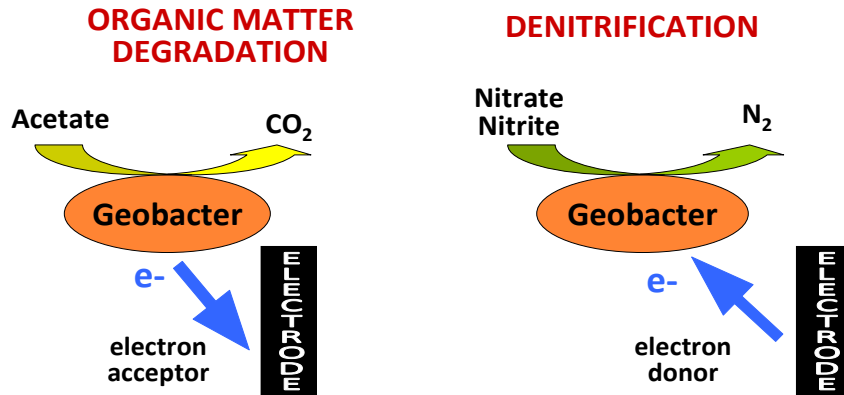 ORGANIC MATTER
DEGRADATION
Acetate
CO₂
Geobacter
e-
electron
acceptor
ELECTRODE
DENITRIFICATION
Nitrate
Nitrite
N₂
Geobacter
e-
electron
donor
ELECTRODE